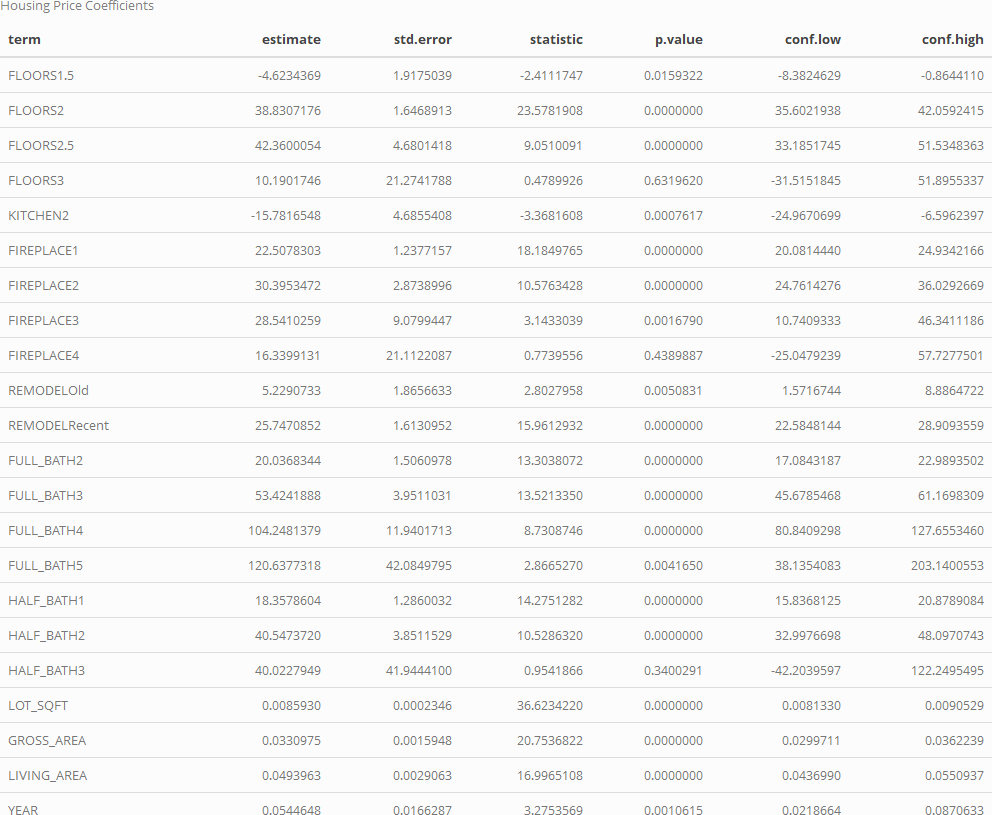 Housing Price Coefficients
term estimate std.error statistic p.value conf.low conf.high
FLOORS1.5 -4.6234369 1.9175039 -2.4111747 0.0159322 -8.3824629 -0.8644110
FLOORS2 38.8307176 1.6468913 23.5781908 0.0000000 35.6021938 42.0592415
FLOORS2.5 42.3600054 4.6801418 9.0510091 0.0000000 33.1851745 51.5348363
FLOORS3 10.1901746 21.2741788 0.4789926 0.6319620 -31.5151845 51.8955337
KITCHEN2 -15.7816548 4.6855408 -3.3681608 0.0007617 -24.9670699 -6.5962397
FIREPLACE1 22.5078303 1.2377157 18.1849765 0.0000000 20.0814440 24.9342166
FIREPLACE2 30.3953472 2.8738996 10.5763428 0.0000000 24.7614276 36.0292669
FIREPLACE3 28.5410259 9.0799447 3.1433039 0.0016790 10.7409333 46.3411186
FIREPLACE4 16.3399131 21.1122087 0.7739556 0.4389887 -25.0479239 57.7277501
REMODELOld 5.2290733 1.8656633 2.8027958 0.0050831 1.5716744 8.8864722
REMODELRecent 25.7470852 1.6130952 15.9612932 0.0000000 22.5848144 28.9093559
FULL_BATH2 20.0368344 1.5060978 13.3038072 0.0000000 17.0843187 22.9893502
FULL_BATH3 53.4241888 3.9511031 13.5213350 0.0000000 45.6785468 61.1698309
FULL_BATH4 104.2481379 11.9401713 8.7308746 0.0000000 80.8409298 127.6553460
FULL_BATH5 120.6377318 42.0849795 2.8665270 0.0041650 38.1354083 203.1400553
HALF_BATH1 18.3578604 1.2860032 14.2751282 0.0000000 15.8368125 20.8789084
HALF_BATH2 40.5473720 3.8511529 10.5286320 0.0000000 32.9976698 48.0970743
HALF_BATH3 40.0227949 41.9444100 0.9541866 0.3400291 -42.2039597 122.2495495
LOT_SQFT 0.0085930 0.0002346 36.6234220 0.0000000 0.0081330 0.0090529
GROSS_AREA 0.0330975 0.0015948 20.7536822 0.0000000 0.0299711 0.0362239
LIVING_AREA 0.0493963 0.0029063 16.9965108 0.0000000 0.0436990 0.0550937
YEAR 0.0544648 0.0166287 3.2753569 0.0010615 0.0218664 0.0870633